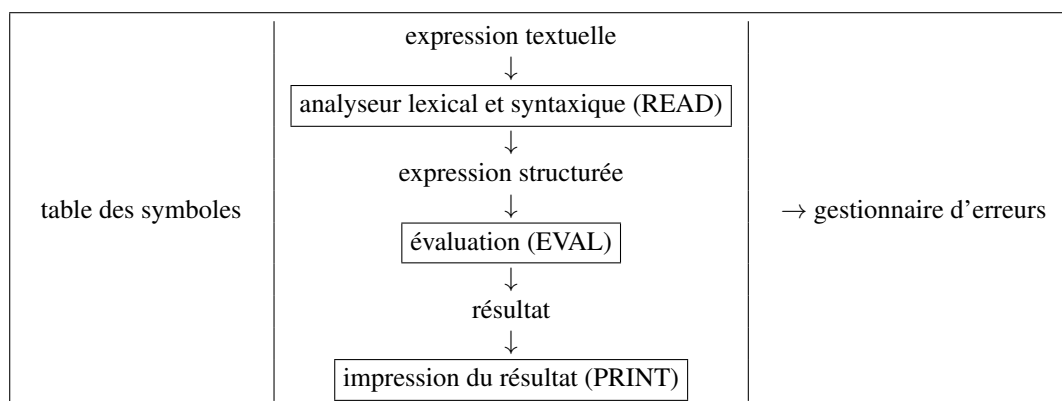 expression textuelle
↓
analyseur lexical et syntaxique (READ)
↓
expression structurée
↓
table des symboles
→ gestionnaire d'erreurs
évaluation (EVAL)
↓
résultat
↓
impression du résultat (PRINT)